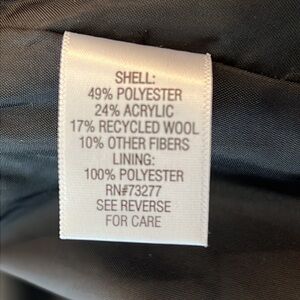 SHELL:
49% POLYESTER
24% ACRYLIC
17% RECYCLED WOOL
10% OTHER FIBERS
LINING:
100% POLYESTER
RN#73277
SEE REVERSE
FOR CARE